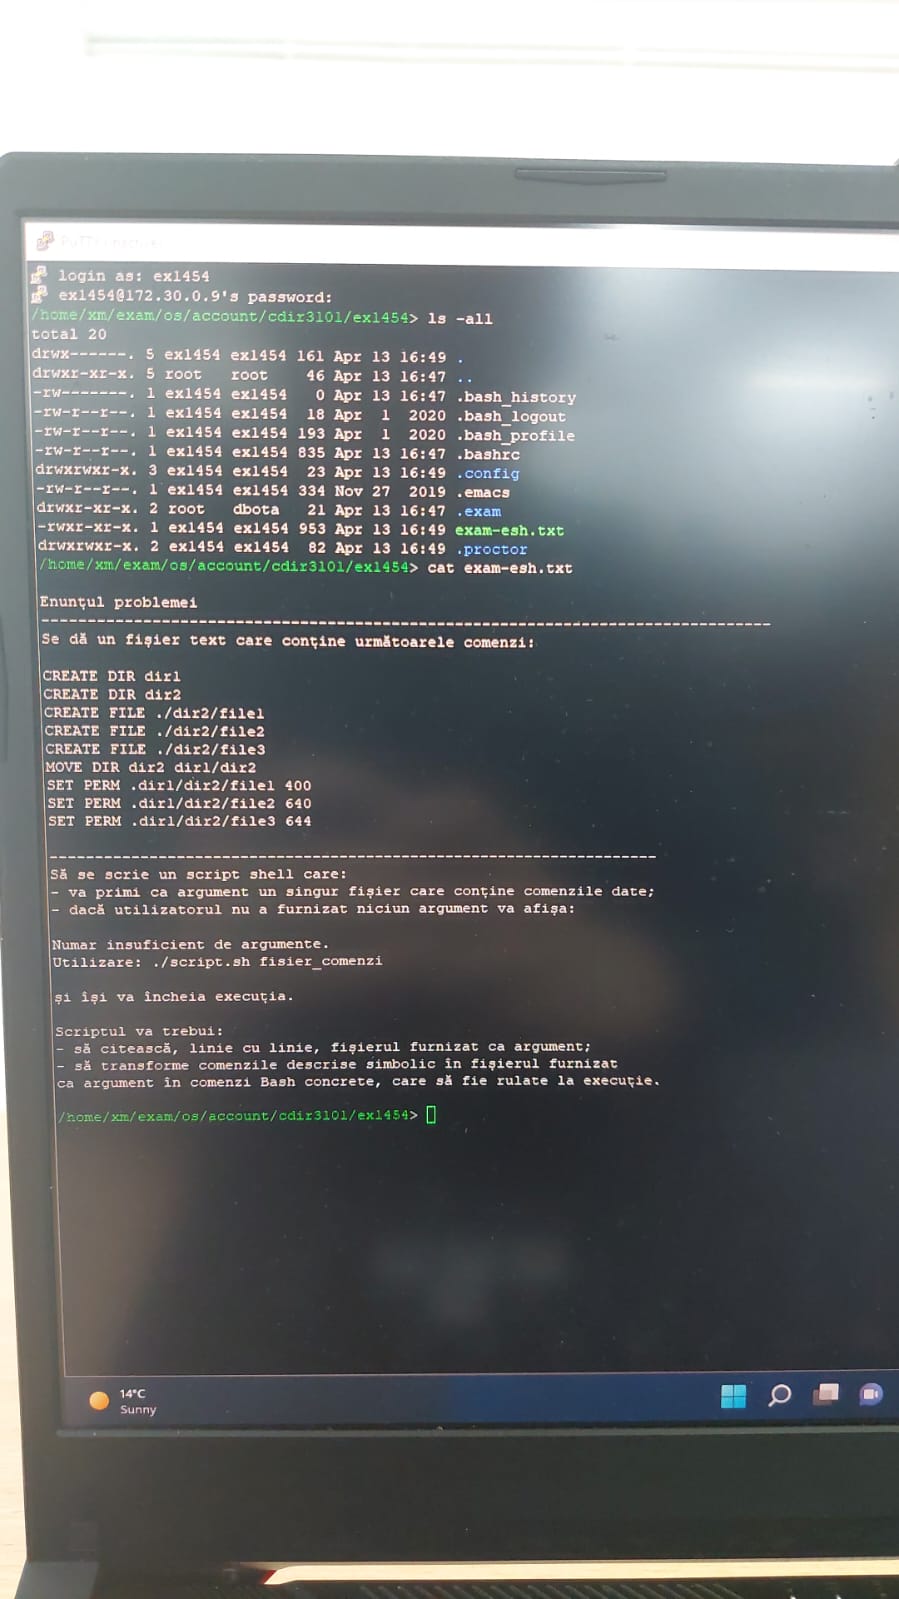 login as: ex1454
ex1454@172.30.0.9's password:
/home/xm/exam/os/account/cdir3101/ex1454> ls -all
total 20
drwx------. 5 ex1454 ex1454 161 Apr 13 16:49 .
drwxr-xr-x. 5 root   root    46 Apr 13 16:47 ..
-rw-------. 1 ex1454 ex1454   0 Apr 13 16:47 .bash_history
-rw-r--r--. 1 ex1454 ex1454  18 Apr  1  2020 .bash_logout
-rw-r--r--. 1 ex1454 ex1454 193 Apr  1  2020 .bash_profile
-rw-r--r--. 1 ex1454 ex1454 835 Apr 13 16:47 .bashrc
drwxrwxr-x. 3 ex1454 ex1454  23 Apr 13 16:49 .config
-rw-r--r--. 1 ex1454 ex1454 334 Nov 27  2019 .emacs
drwxr-xr-x. 2 root   dbota   21 Apr 13 16:47 .exam
-rwxr-xr-x. 1 ex1454 ex1454 953 Apr 13 16:49 exam-esh.txt
drwxrwxr-x. 2 ex1454 ex1454  82 Apr 13 16:49 .proctor
/home/xm/exam/os/account/cdir3101/ex1454> cat exam-esh.txt
Enunțul problemei
-------------------------------------------------------------------------------
Se dă un fișier text care conține următoarele comenzi:
CREATE DIR dir1
CREATE DIR dir2
CREATE FILE ./dir2/file1
CREATE FILE ./dir2/file2
CREATE FILE ./dir2/file3
MOVE DIR dir2 dir1/dir2
SET PERM .dir1/dir2/file1 400
SET PERM .dir1/dir2/file2 640
SET PERM .dir1/dir2/file3 644
------------------------------------------------------------------
Să se scrie un script shell care:
- va primi ca argument un singur fișier care conține comenzile date;
- dacă utilizatorul nu a furnizat niciun argument va afișa:
Numar insuficient de argumente.
Utilizare: ./script.sh fisier_comenzi
și își va încheia execuția.
Scriptul va trebui:
- să citească, linie cu linie, fișierul furnizat ca argument;
- să transforme comenzile descrise simbolic în fișierul furnizat
ca argument în comenzi Bash concrete, care să fie rulate la execuție.
/home/xm/exam/os/account/cdir3101/ex1454>
14°C
Sunny